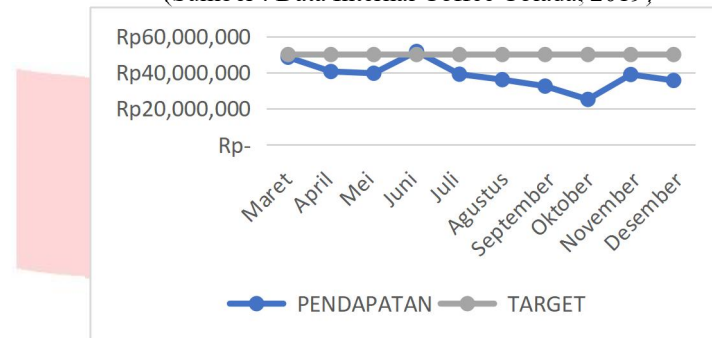 Rp60,000,000
Rp40,000,000
Rp20,000,000
Rp-
Maret
April
Mei
Juni
Juli
Agustus
September
Oktober
November
Desember
PENDAPATAN
TARGET